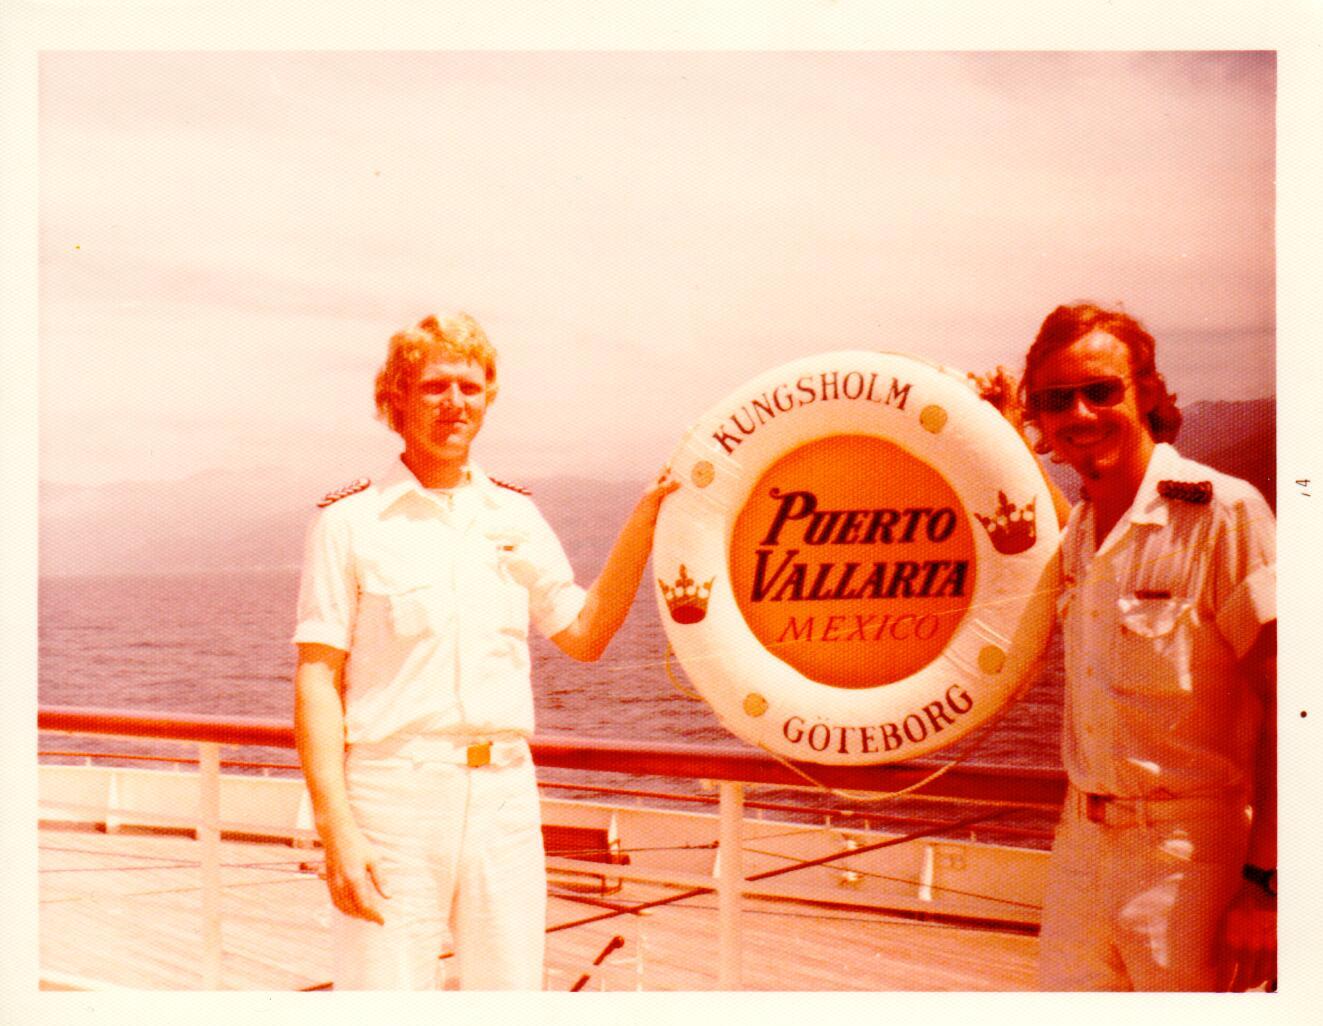 KUNGSHOLM
PUERTO
VALLARTA
MEXICO
GÖTEBORG